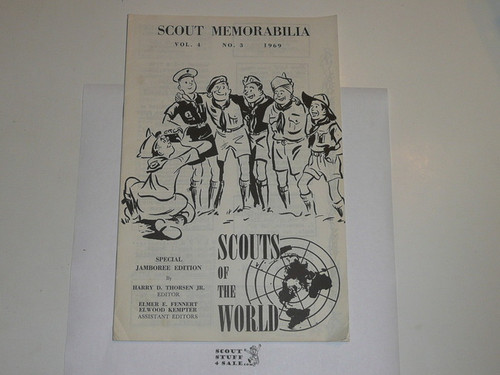 SCOUT MEMORABILIA
VOL. 4 NO. 3 1969
SPECIAL
JAMBOREE EDITION
By
HARRY D. THORSEN JR.
EDITOR
ELMER E. FENNERT
ELWOOD KEMPTER
ASSISTANT EDITORS
SCOUTS
OF
THE
WORLD
SCOUT
STUFF
4 SALE